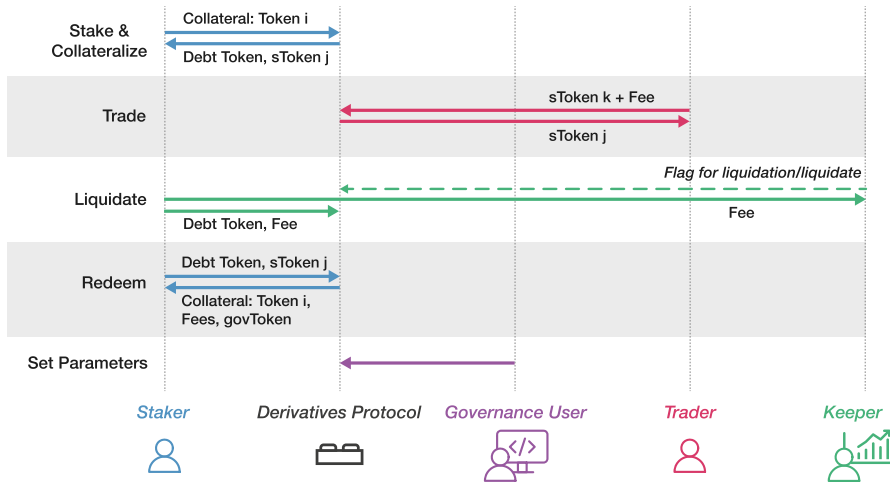 Stake &
Collateralize
Collateral: Token i
Debt Token, sToken j
Trade
sToken k + Fee
sToken j
Liquidate
Flag for liquidation/liquidate
Fee
Debt Token, Fee
Redeem
Debt Token, sToken j
Collateral: Token i,
Fees, govToken
Set Parameters
Staker
Derivatives Protocol
Governance User
Trader
Keeper